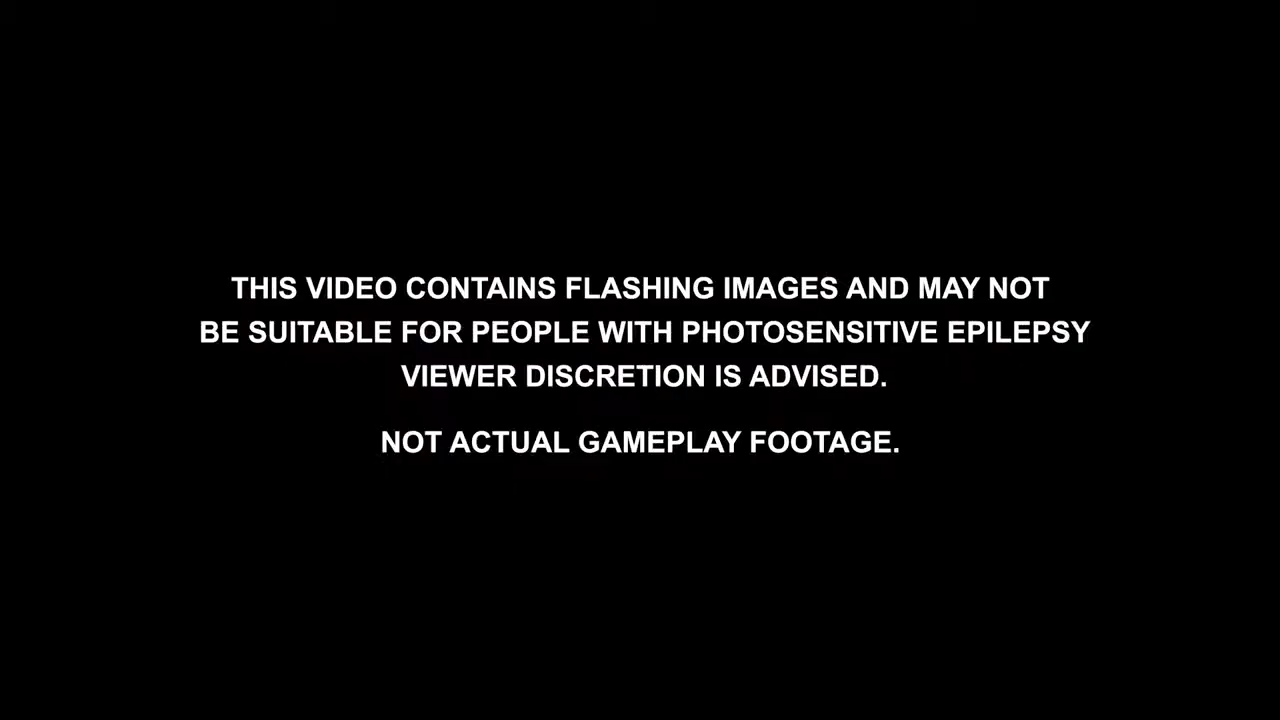 THIS VIDEO CONTAINS FLASHING IMAGES AND MAY NOT
BE SUITABLE FOR PEOPLE WITH PHOTOSENSITIVE EPILEPSY
VIEWER DISCRETION IS ADVISED.
NOT ACTUAL GAMEPLAY FOOTAGE.